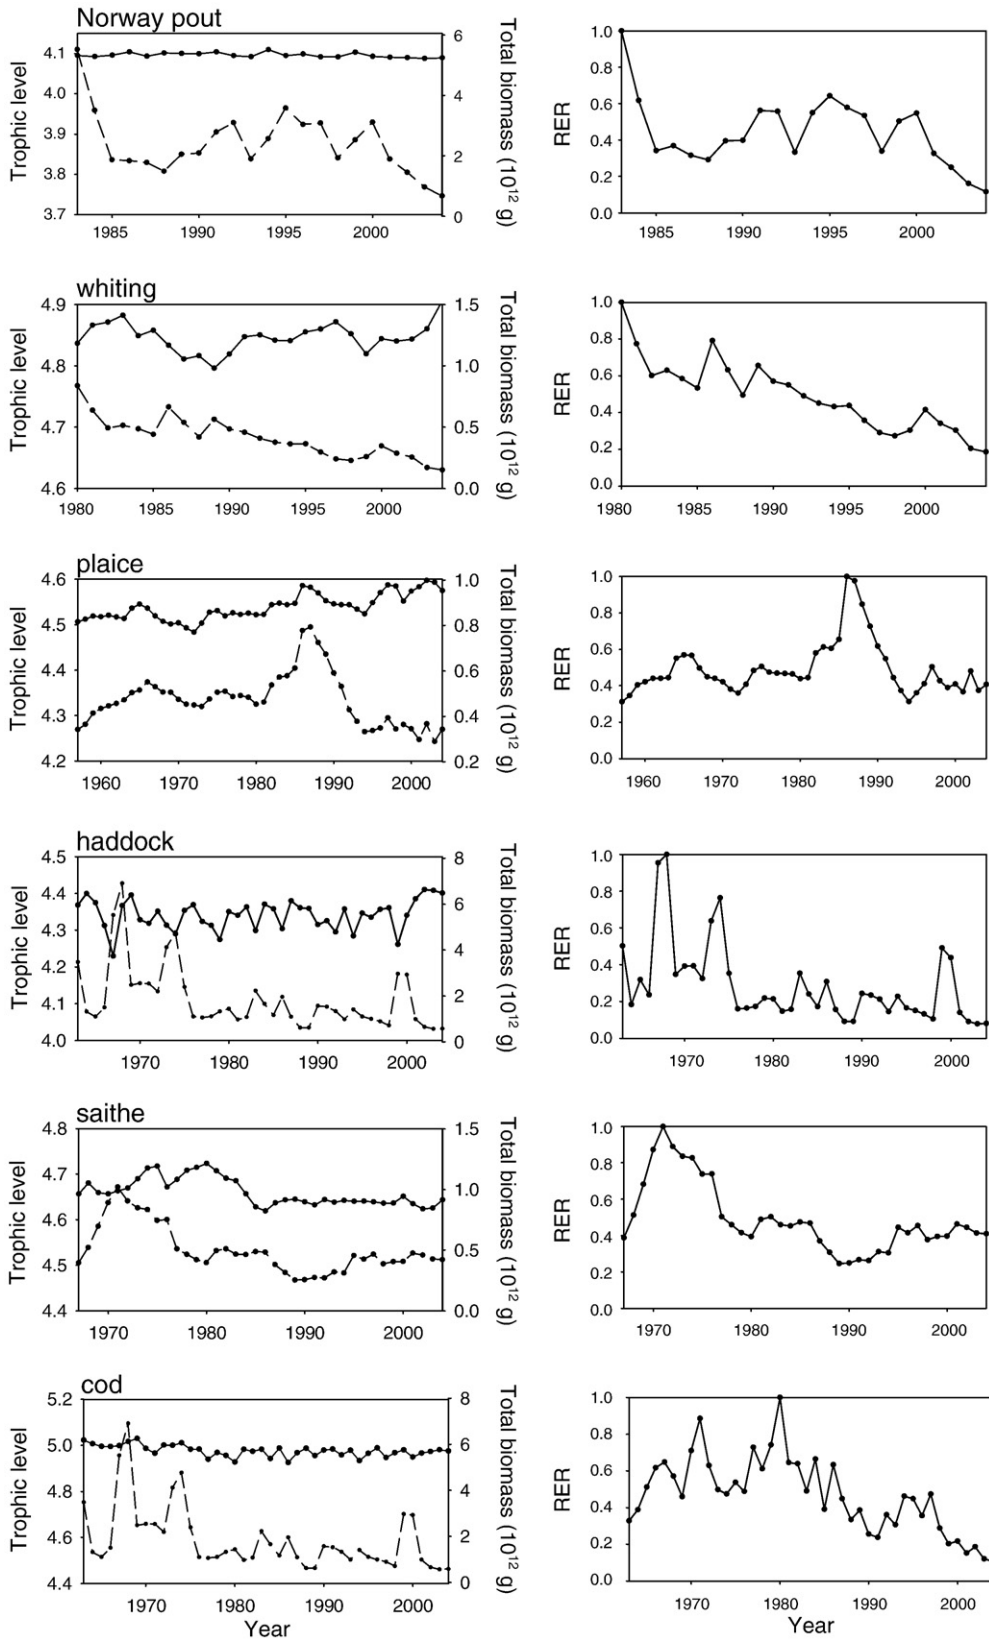 Norway pout
Trophic level
4.1
4.0
3.9
3.8
3.7
6
4
2
0
Total biomass (10¹² g)
1985 1990 1995 2000
RER
1.0
0.8
0.6
0.4
0.2
0.0
1985 1990 1995 2000
whiting
Trophic level
4.9
4.8
4.7
4.6
1.5
1.0
0.5
0.0
Total biomass (10¹² g)
1980 1985 1990 1995 2000
RER
1.0
0.8
0.6
0.4
0.2
0.0
1980 1985 1990 1995 2000
plaice
Trophic level
4.6
4.5
4.4
4.3
4.2
1.0
0.8
0.6
0.4
0.2
Total biomass (10¹² g)
1960 1970 1980 1990 2000
RER
1.0
0.8
0.6
0.4
0.2
0.0
1960 1970 1980 1990 2000
haddock
Trophic level
4.5
4.4
4.3
4.2
4.1
4.0
8
6
4
2
0
Total biomass (10¹² g)
1970 1980 1990 2000
RER
1.0
0.8
0.6
0.4
0.2
0.0
1970 1980 1990 2000
saithe
Trophic level
4.8
4.7
4.6
4.5
4.4
1.5
1.0
0.5
0.0
Total biomass (10¹² g)
1970 1980 1990 2000
RER
1.0
0.8
0.6
0.4
0.2
0.0
1970 1980 1990 2000
cod
Trophic level
5.2
5.0
4.8
4.6
4.4
8
6
4
2
0
Total biomass (10¹² g)
1970 1980 1990 2000
Year
RER
1.0
0.8
0.6
0.4
0.2
0.0
1970 1980 1990 2000
Year